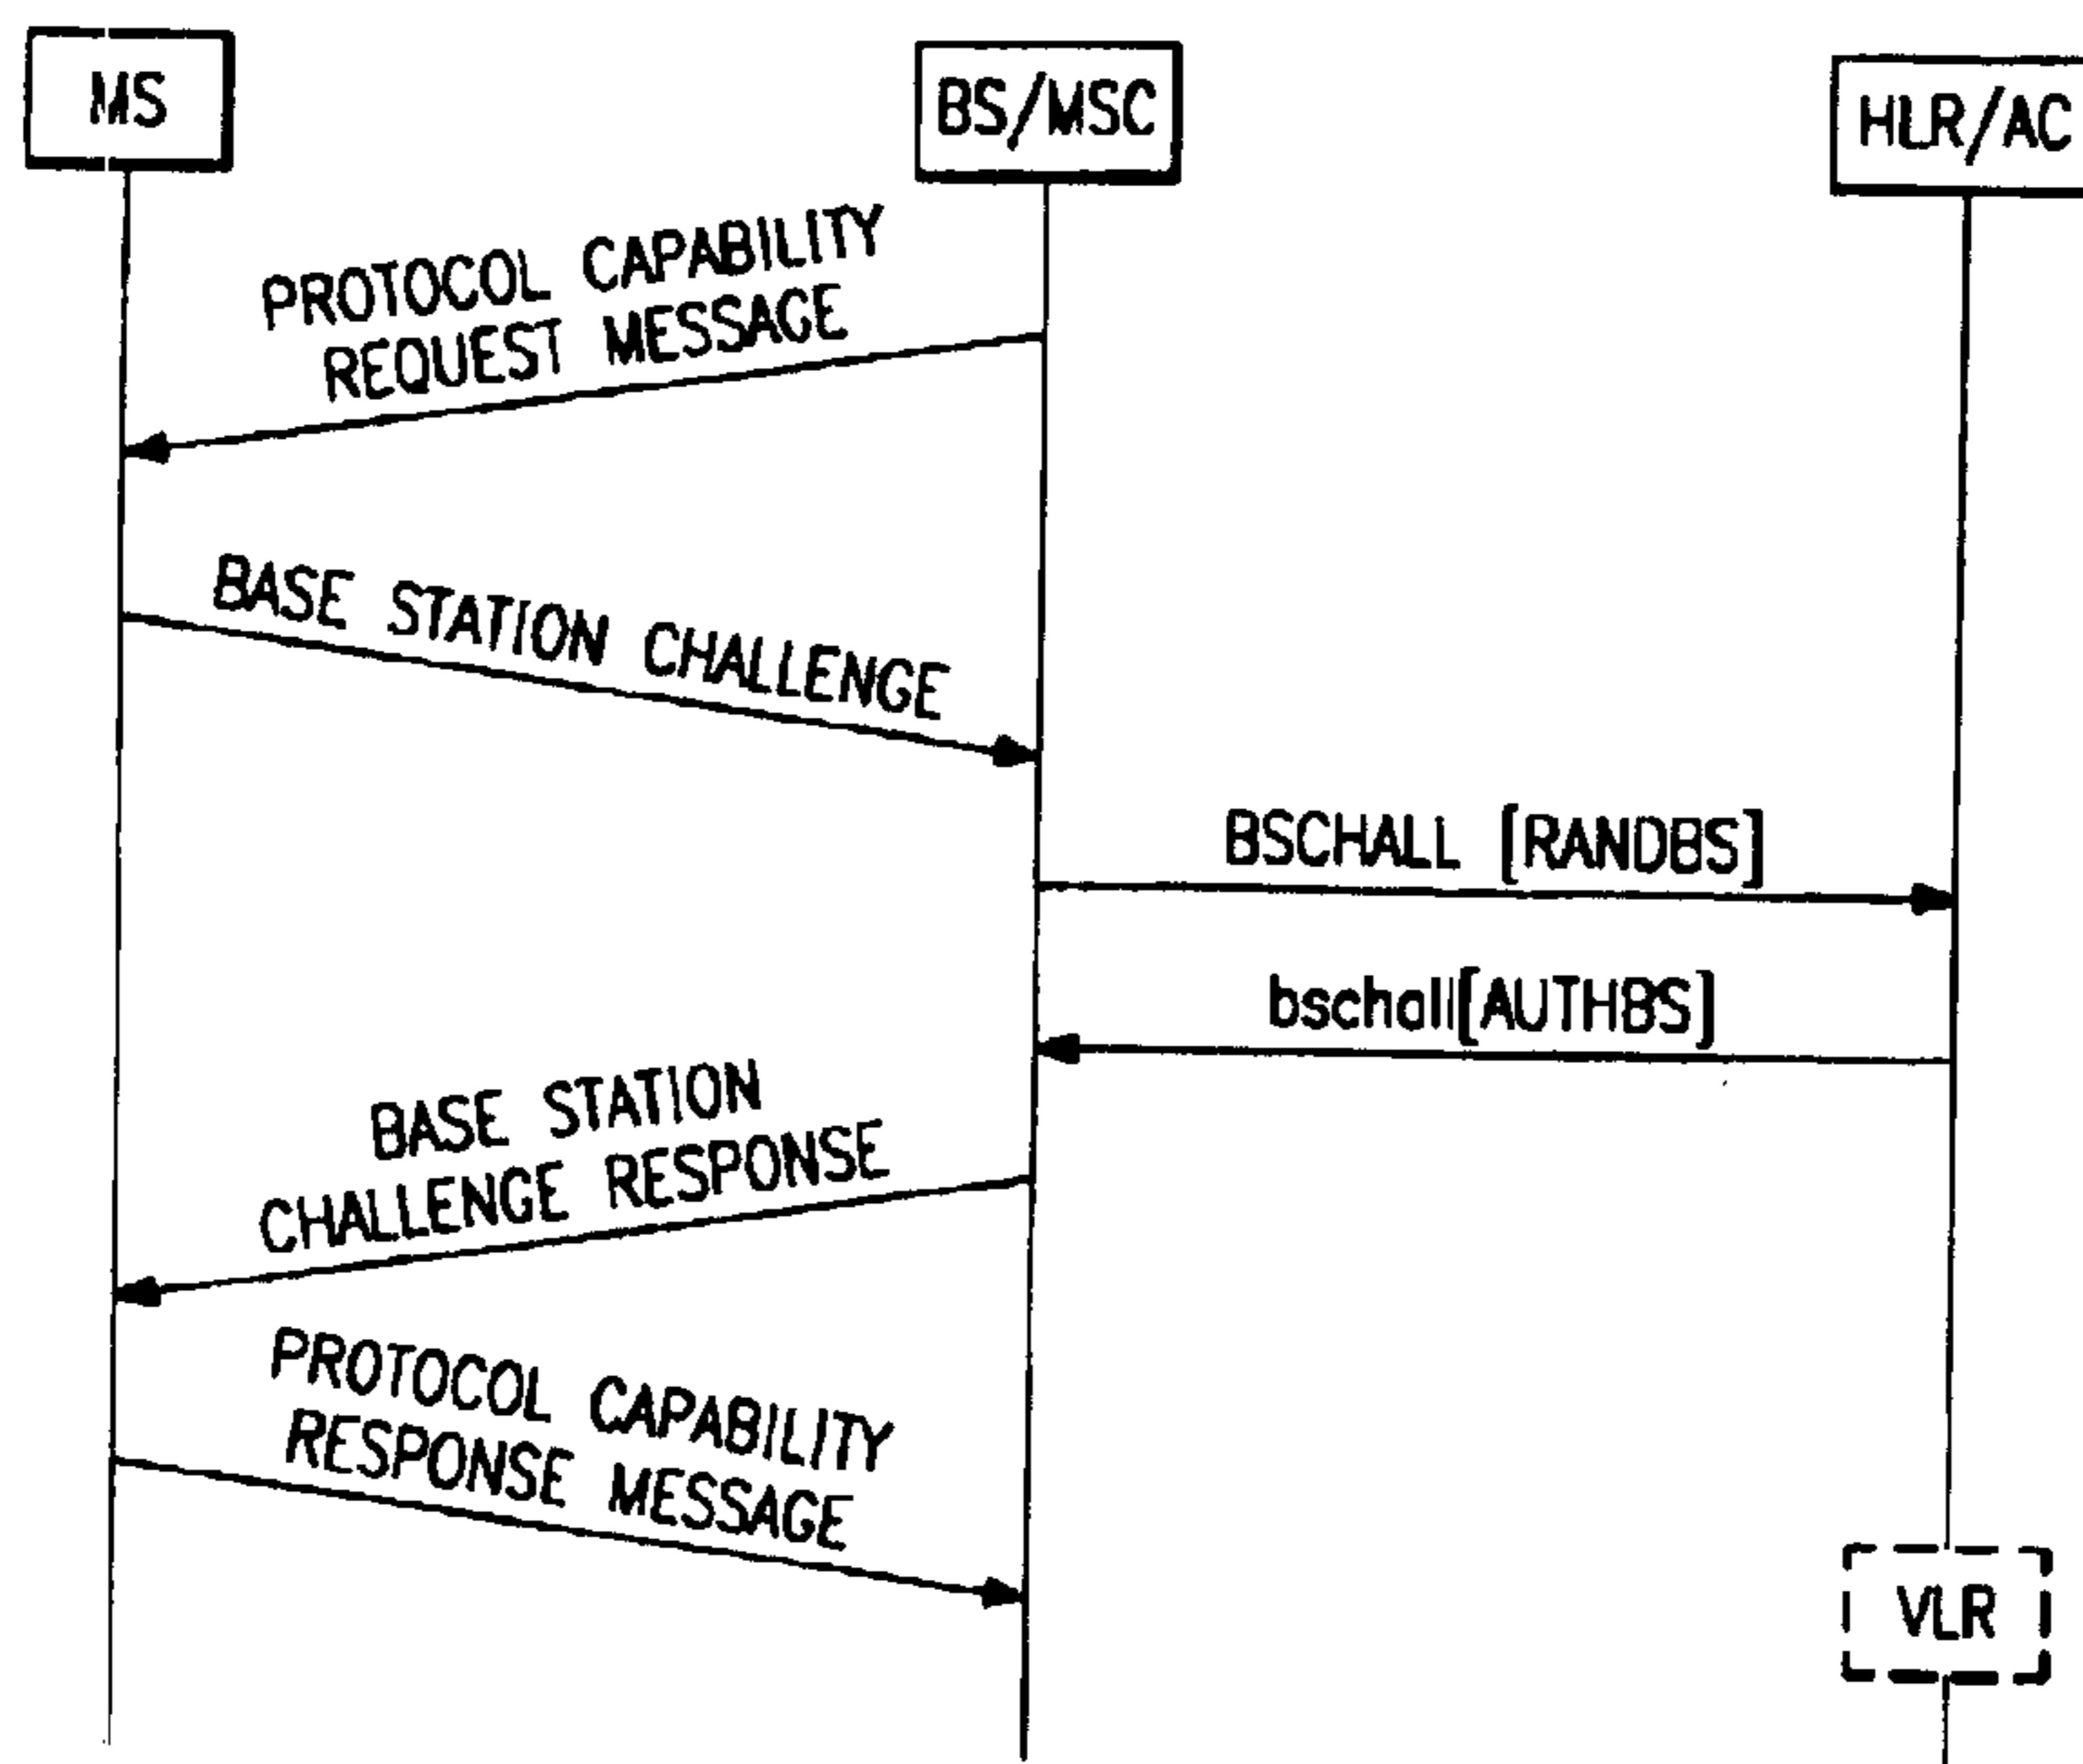 MS
BS/MSC
HLR/AC
PROTOCOL CAPABILITY
REQUEST MESSAGE
BASE STATION CHALLENGE
BSCHALL [RANDBS]
bschall[AUTHBS]
BASE STATION
CHALLENGE RESPONSE
PROTOCOL CAPABILITY
RESPONSE MESSAGE
VLR